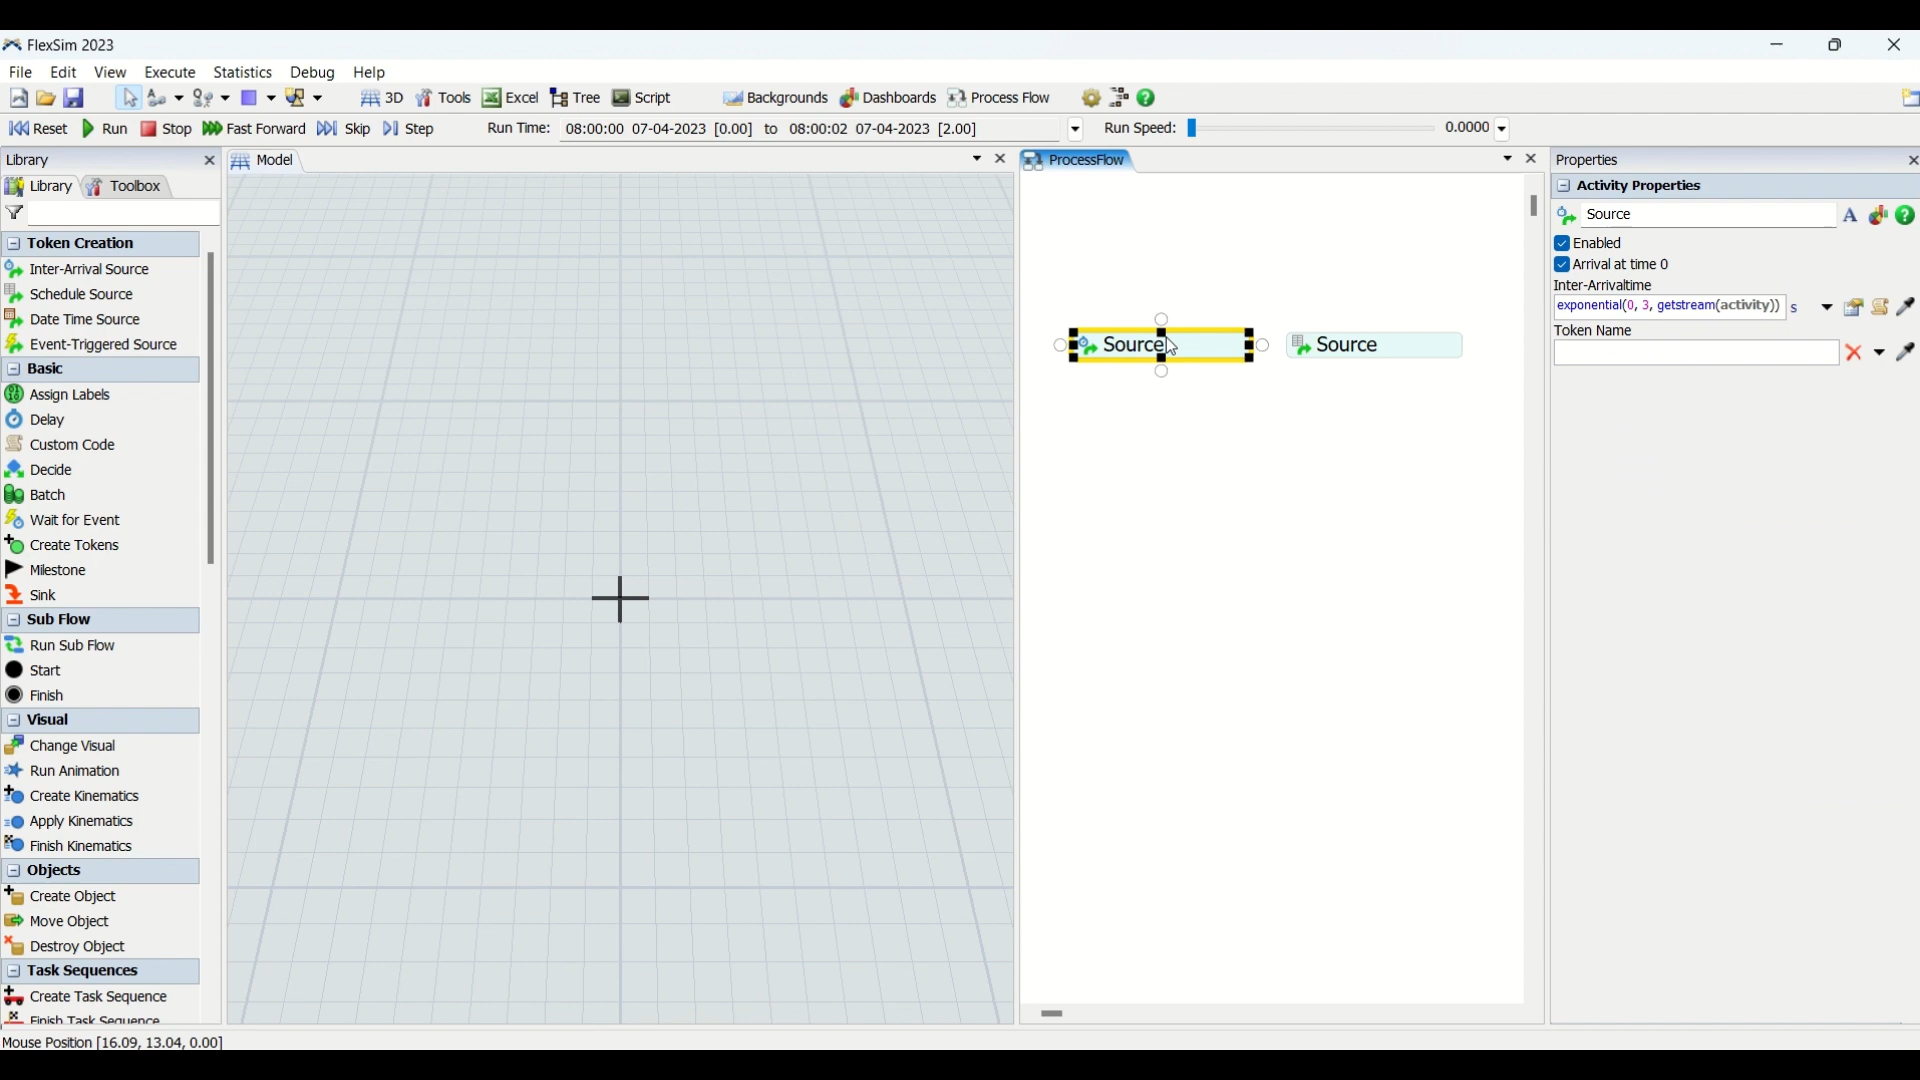 FlexSim 2023
File Edit View Execute Statistics Debug Help
3D Tools Excel Tree Script Backgrounds Dashboards Process Flow
Reset Run Stop Fast Forward Skip Step Run Time: 08:00:00 07-04-2023 [0.00] to 08:00:02 07-04-2023 [2.00] Run Speed: 0.0000
Library
Library Toolbox
Token Creation
Inter-Arrival Source
Schedule Source
Date Time Source
Event-Triggered Source
Basic
Assign Labels
Delay
Custom Code
Decide
Batch
Wait for Event
Create Tokens
Milestone
Sink
Sub Flow
Run Sub Flow
Start
Finish
Visual
Change Visual
Run Animation
Create Kinematics
Apply Kinematics
Finish Kinematics
Objects
Create Object
Move Object
Destroy Object
Task Sequences
Create Task Sequence
Finish Task Sequence
Model
ProcessFlow
Source Source
Properties
Activity Properties
Source
Enabled
Arrival at time 0
Inter-Arrivaltime
exponential(0, 3, getstream(activity)) s
Token Name
Mouse Position [16.09, 13.04, 0.00]